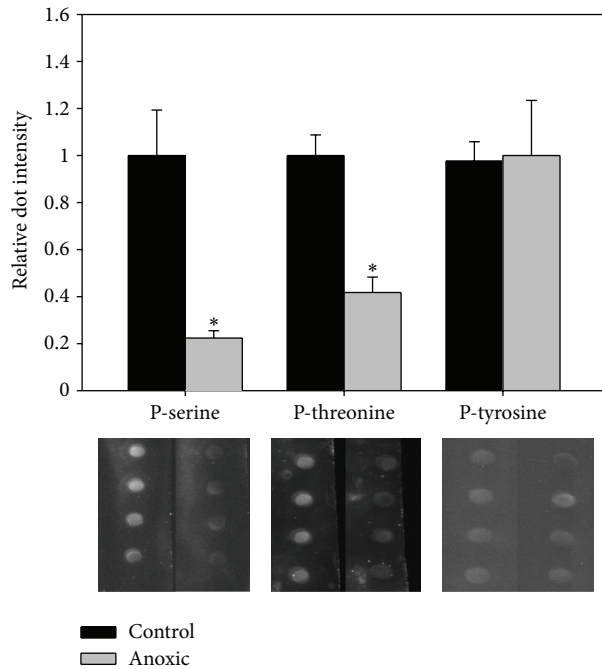 Relative dot intensity
1.6
1.4
1.2
1
0.8
0.6
0.4
0.2
0
*
*
P-serine P-threonine P-tyrosine
Control
Anoxic